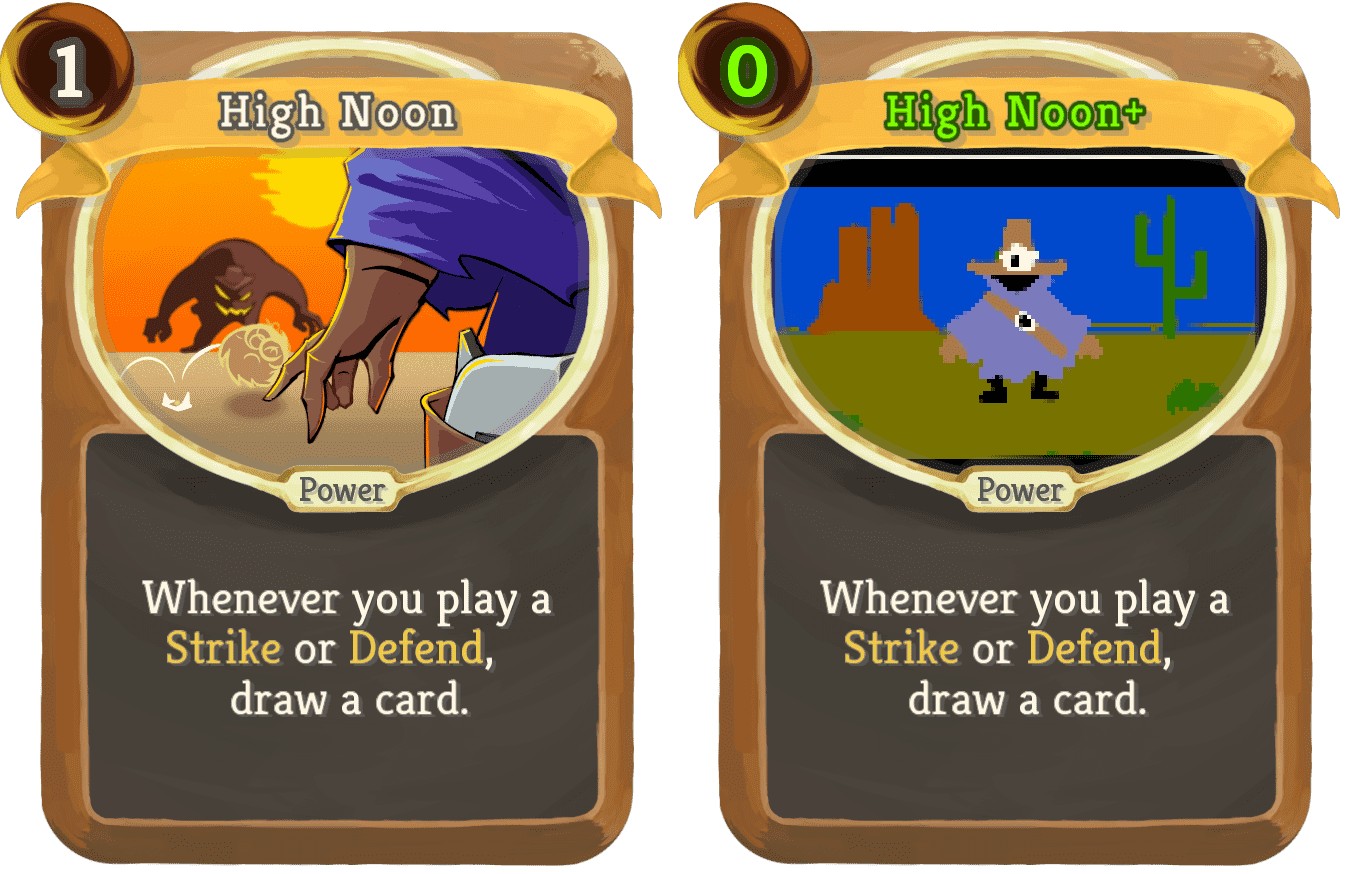 1
High Noon
Power
Whenever you play a
Strike or Defend,
draw a card.
0
High Noon+
Power
Whenever you play a
Strike or Defend,
draw a card.